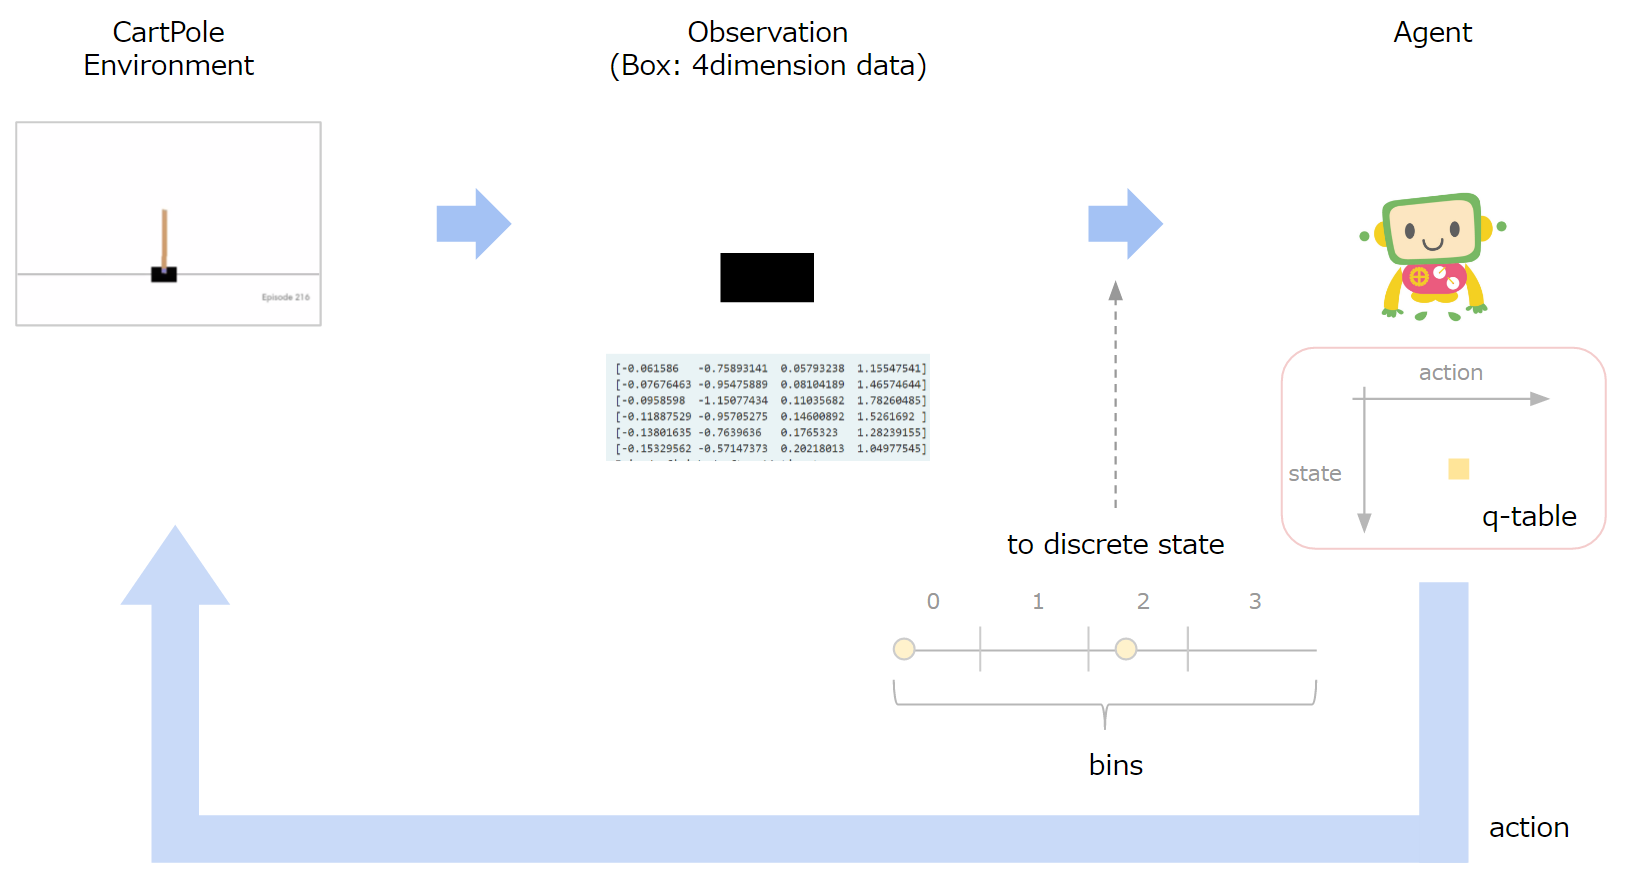 CartPole
Environment
Observation
(Box: 4dimension data)
Agent
Episode 216
[-0.061586 -0.75893141 0.05793238 1.15547541]
[-0.07676463 -0.95475889 0.08104189 1.46574644]
[-0.0958598 -1.15077434 0.11035682 1.78260485]
[-0.11887529 -0.95705275 0.14600892 1.5261692 ]
[-0.13801635 -0.7639636 0.1765323 1.28239155]
[-0.15329562 -0.57147373 0.20218013 1.04977545]
action
state
q-table
to discrete state
0 1 2 3
bins
action